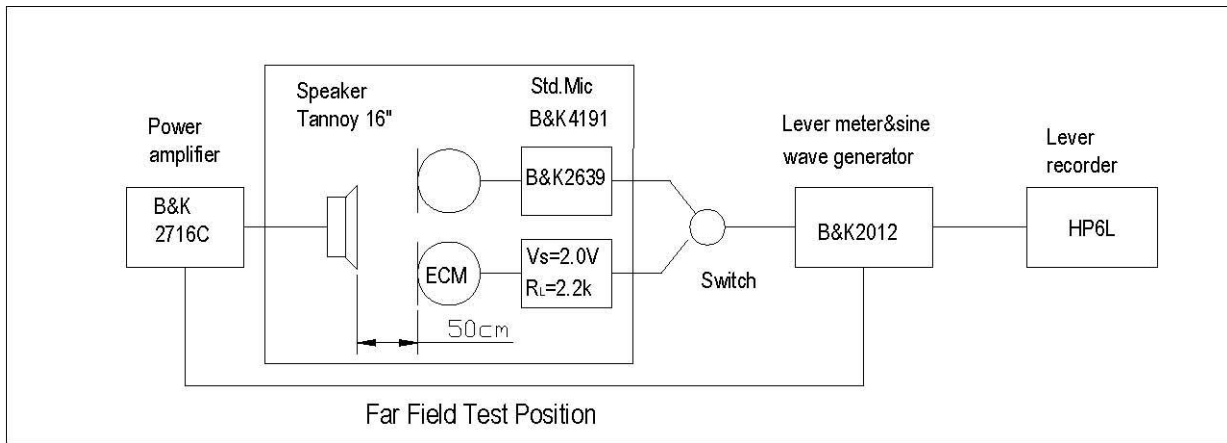 Speaker
Tannoy 16"
Std.Mic
B&K4191
Power
amplifier
Lever meter&sine
wave generator
Lever
recorder
B&K2639
B&K
2716C
B&K2012
HP6L
ECM
Vs=2.0V
RL=2.2k
Switch
50cm
Far Field Test Position